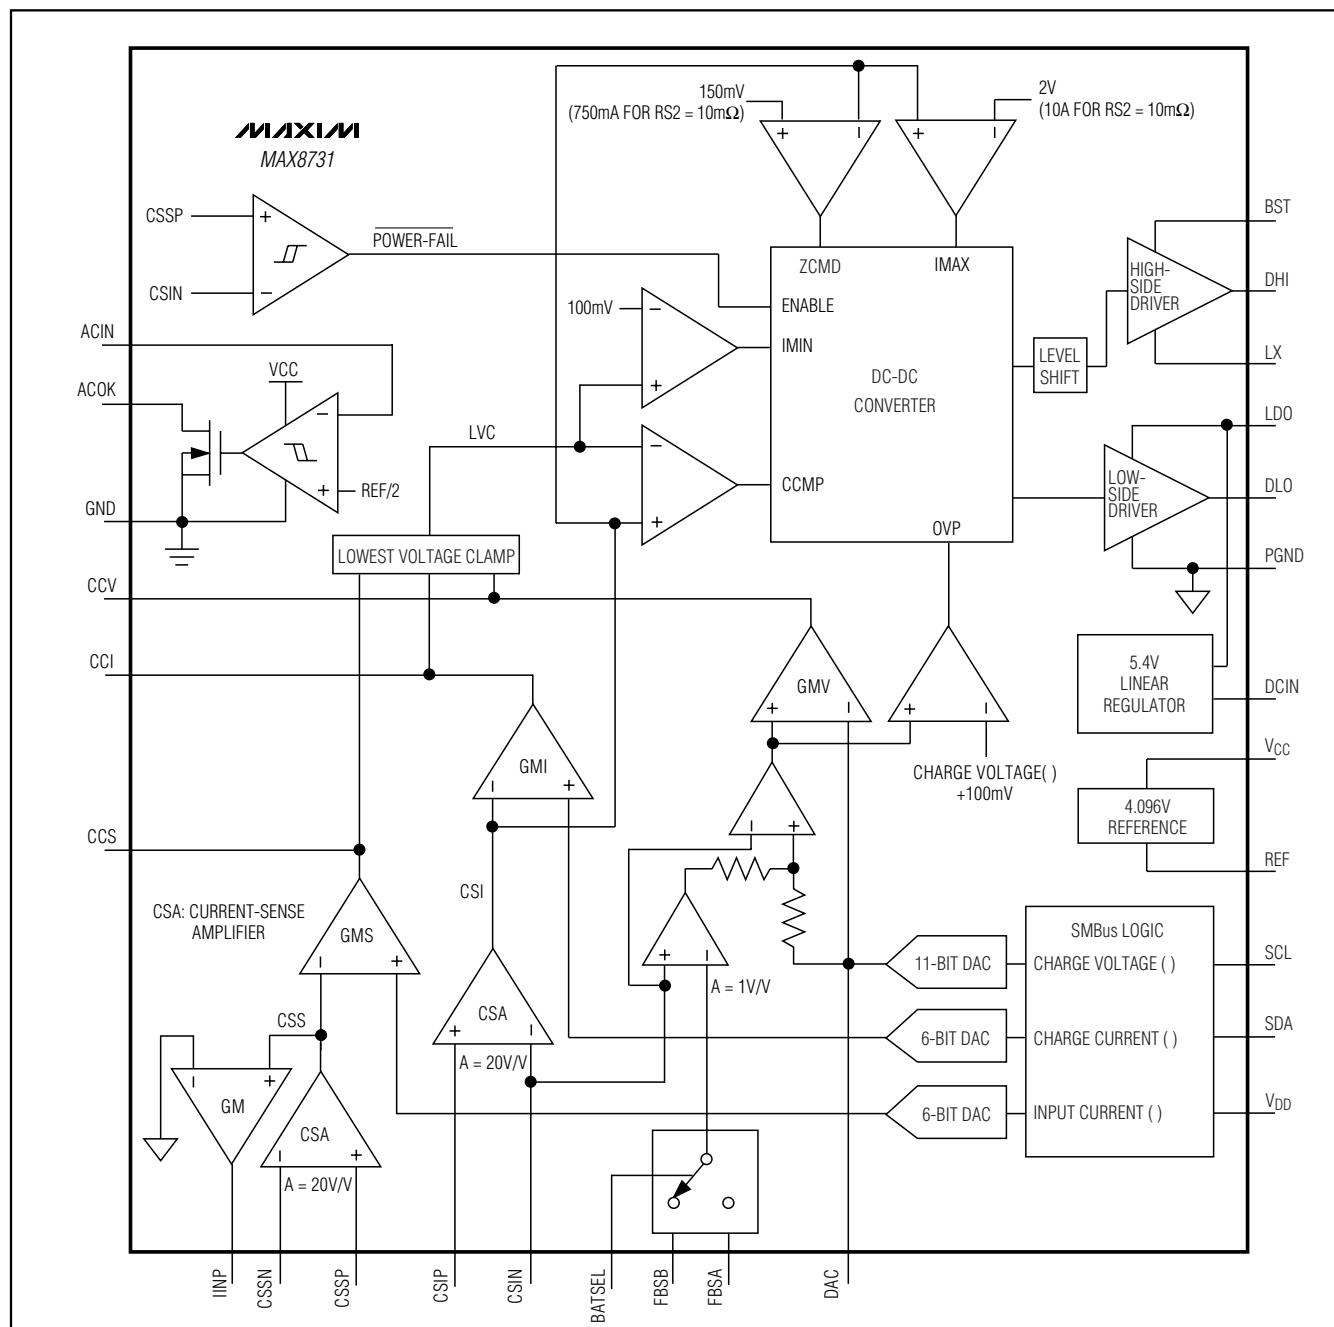 MAXIM
MAX8731
150mV
(750mA FOR RS2 = 10mΩ)
2V
(10A FOR RS2 = 10mΩ)
+
−
+
−
CSSP
+
POWER-FAIL
CSIN
−
ZCMD
IMAX
ENABLE
IMIN
DC-DC
CONVERTER
CCMP
OVP
100mV
−
+
LVC
−
+
LEVEL
SHIFT
HIGH-
SIDE
DRIVER
BST
DHI
LX
LDO
LOW-
SIDE
DRIVER
DLO
PGND
ACIN
VCC
ACOK
−
+
REF/2
GND
LOWEST VOLTAGE CLAMP
CCV
CCI
GMV
+
−
+
−
CHARGE VOLTAGE( )
+100mV
5.4V
LINEAR
REGULATOR
DCIN
VCC
4.096V
REFERENCE
REF
GMI
−
+
−
+
CCS
CSI
CSA: CURRENT-SENSE
AMPLIFIER
GMS
−
+
+
−
A = 1V/V
SMBus LOGIC
11-BIT DAC
CHARGE VOLTAGE ( )
SCL
CSS
CSA
+
−
A = 20V/V
6-BIT DAC
CHARGE CURRENT ( )
SDA
−
+
GM
6-BIT DAC
INPUT CURRENT ( )
VDD
CSA
−
+
A = 20V/V
IINP
CSSN
CSSP
CSIP
CSIN
BATSEL
FBSB
FBSA
DAC